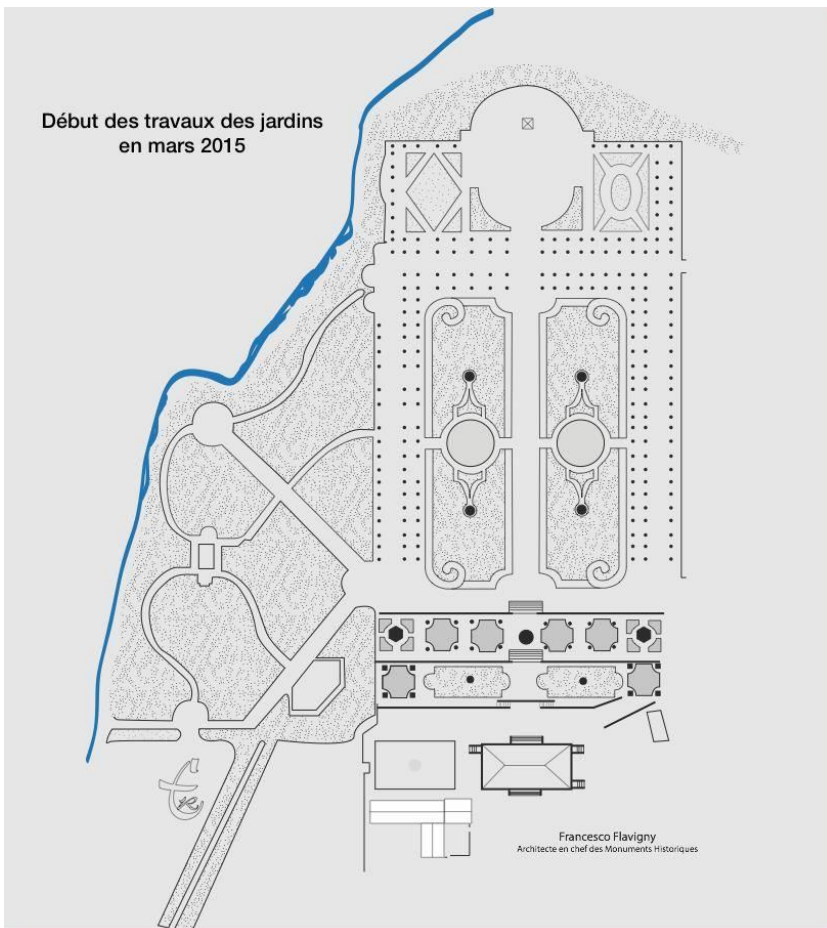 Début des travaux des jardins
en mars 2015
Francesco Flavigny
Architecte en chef des Monuments Historiques